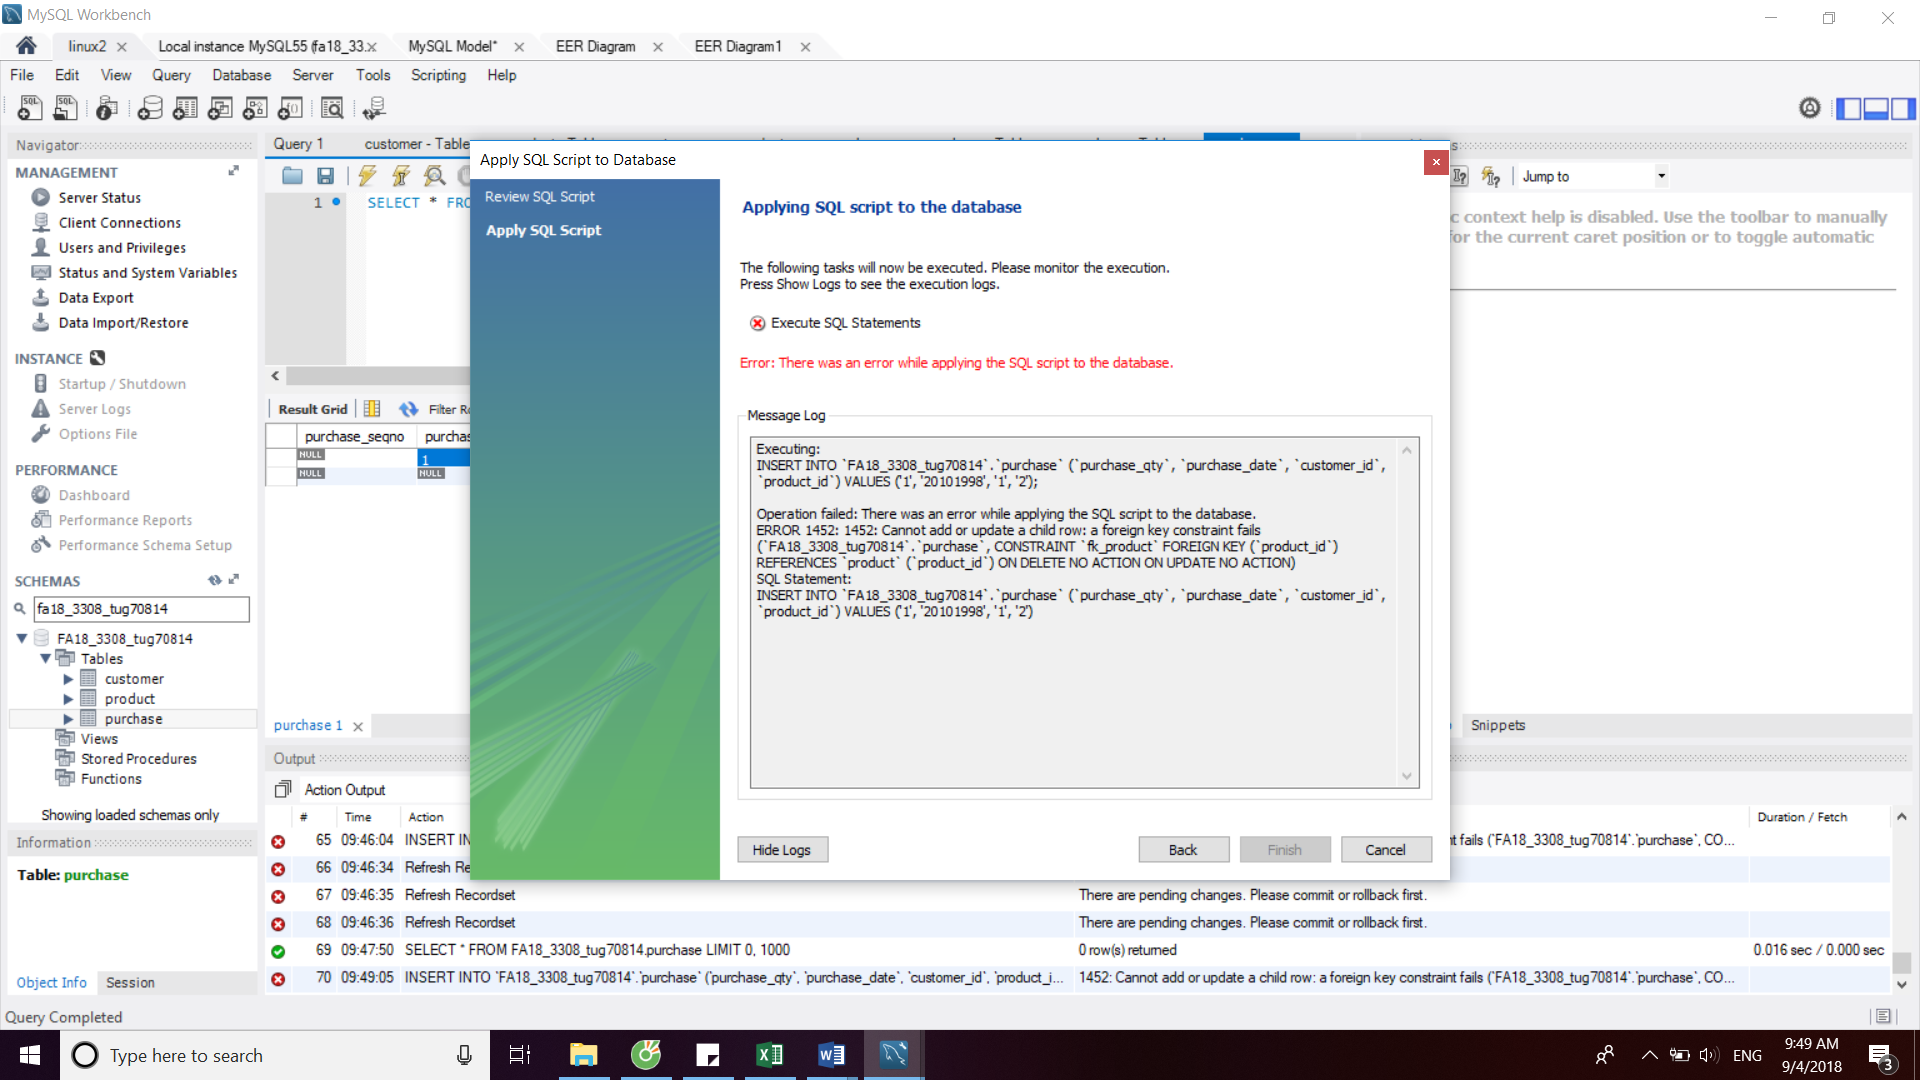 MySQL Workbench
linux2
Local instance MySQL55 (fa18_33.
MySQL Model*
EER Diagram
EER Diagram1
File Edit View Query Database Server Tools Scripting Help
Navigator
MANAGEMENT
Server Status
Client Connections
Users and Privileges
Status and System Variables
Data Export
Data Import/Restore
INSTANCE
Startup / Shutdown
Server Logs
Options File
PERFORMANCE
Dashboard
Performance Reports
Performance Schema Setup
SCHEMAS
fa18_3308_tug70814
FA18_3308_tug70814
Tables
customer
product
purchase
Views
Stored Procedures
Functions
Showing loaded schemas only
Information
Table: purchase
Object Info Session
Query Completed
Query 1 customer - Table
1 SELECT * FRO
Result Grid Filter Ro
purchase_seqno purchas
NULL 1
NULL NULL
purchase 1
Apply SQL Script to Database
Review SQL Script
Apply SQL Script
Applying SQL script to the database
The following tasks will now be executed. Please monitor the execution.
Press Show Logs to see the execution logs.
Execute SQL Statements
Error: There was an error while applying the SQL script to the database.
Message Log
Executing:
INSERT INTO `FA18_3308_tug70814`.`purchase` (`purchase_qty`, `purchase_date`, `customer_id`,
`product_id`) VALUES ('1', '20101998', '1', '2');
Operation failed: There was an error while applying the SQL script to the database.
ERROR 1452: 1452: Cannot add or update a child row: a foreign key constraint fails
(`FA18_3308_tug70814`.`purchase`, CONSTRAINT `fk_product` FOREIGN KEY (`product_id`)
REFERENCES `product` (`product_id`) ON DELETE NO ACTION ON UPDATE NO ACTION)
SQL Statement:
INSERT INTO `FA18_3308_tug70814`.`purchase` (`purchase_qty`, `purchase_date`, `customer_id`,
`product_id`) VALUES ('1', '20101998', '1', '2')
Hide Logs Back Finish Cancel
Jump to
c context help is disabled. Use the toolbar to manually
for the current caret position or to toggle automatic
Snippets
Output
Action Output
# Time Action Duration / Fetch
65 09:46:04 INSERT IN nt fails (`FA18_3308_tug70814`.`purchase`, CO...
66 09:46:34 Refresh Re
67 09:46:35 Refresh Recordset There are pending changes. Please commit or rollback first.
68 09:46:36 Refresh Recordset There are pending changes. Please commit or rollback first.
69 09:47:50 SELECT * FROM FA18_3308_tug70814.purchase LIMIT 0, 1000 0 row(s) returned 0.016 sec / 0.000 sec
70 09:49:05 INSERT INTO `FA18_3308_tug70814`.`purchase` (`purchase_qty`, `purchase_date`, `customer_id`, `product_i... 1452: Cannot add or update a child row: a foreign key constraint fails (`FA18_3308_tug70814`.`purchase`, CO...
Type here to search
ENG
9:49 AM
9/4/2018
3